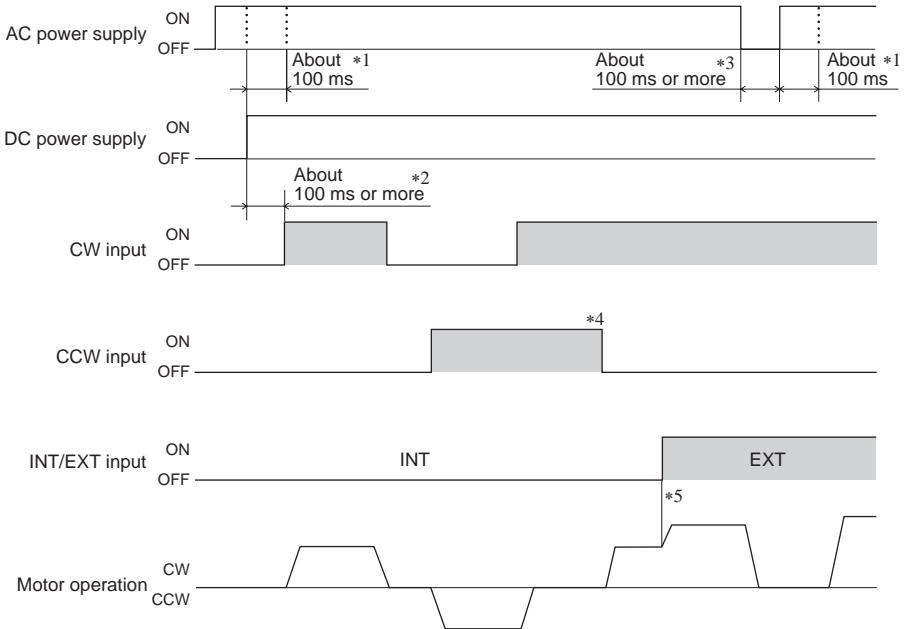 AC power supply
ON
OFF
About *1
100 ms
About *3
100 ms or more
About *1
100 ms
DC power supply
ON
OFF
About *2
100 ms or more
CW input
ON
OFF
*4
CCW input
ON
OFF
INT/EXT input
ON
OFF
INT
EXT
*5
Motor operation
CW
CCW